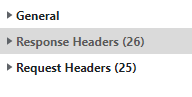 General
Response Headers (26)
Request Headers (25)